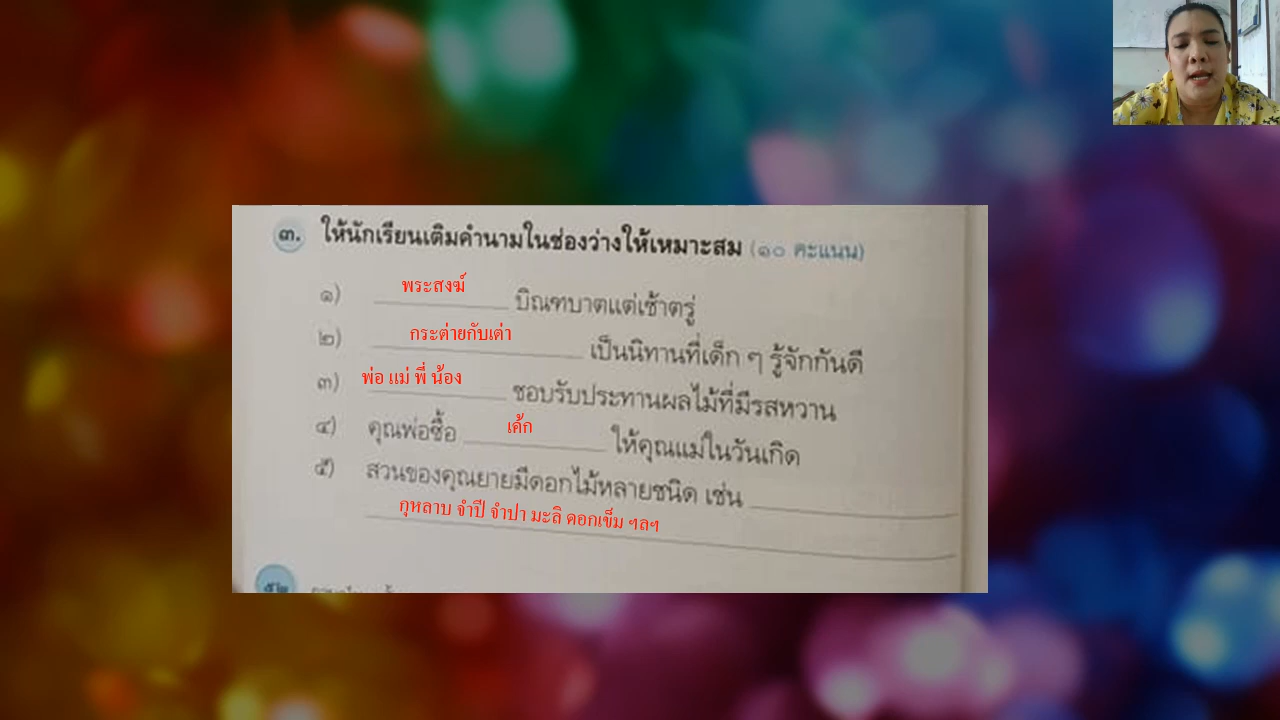 ๓. ให้นักเรียนเติมคำนามในช่องว่างให้เหมาะสม (๑๐ คะแนน)
๑) พระสงฆ์ บิณฑบาตแต่เช้าตรู่
๒) กระต่ายกับเต่า เป็นนิทานที่เด็ก ๆ รู้จักกันดี
๓) พ่อ แม่ พี่ น้อง ชอบรับประทานผลไม้ที่มีรสหวาน
๔) คุณพ่อซื้อ เค้ก ให้คุณแม่ในวันเกิด
๕) สวนของคุณยายมีดอกไม้หลายชนิด เช่น
กุหลาบ จำปี จำปา มะลิ ดอกเข็ม ฯลฯ